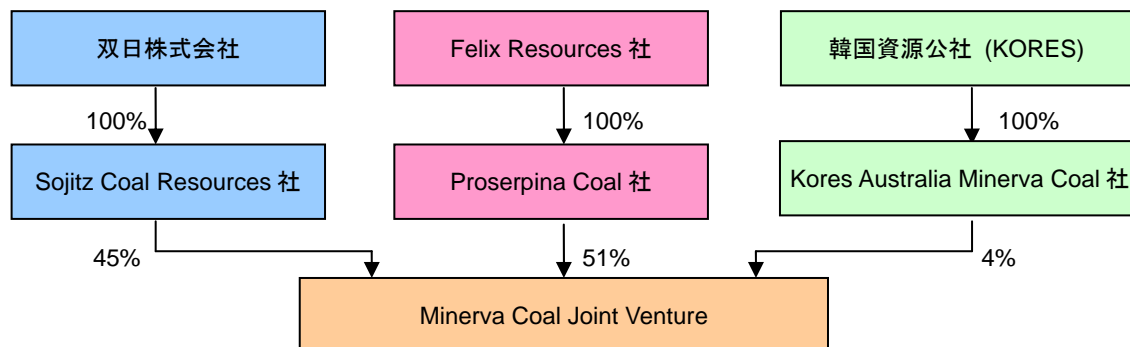 双日株式会社
Felix Resources 社
韓国資源公社 (KORES)
100%
100%
100%
Sojitz Coal Resources 社
Proserpina Coal 社
Kores Australia Minerva Coal 社
45%
51%
4%
Minerva Coal Joint Venture